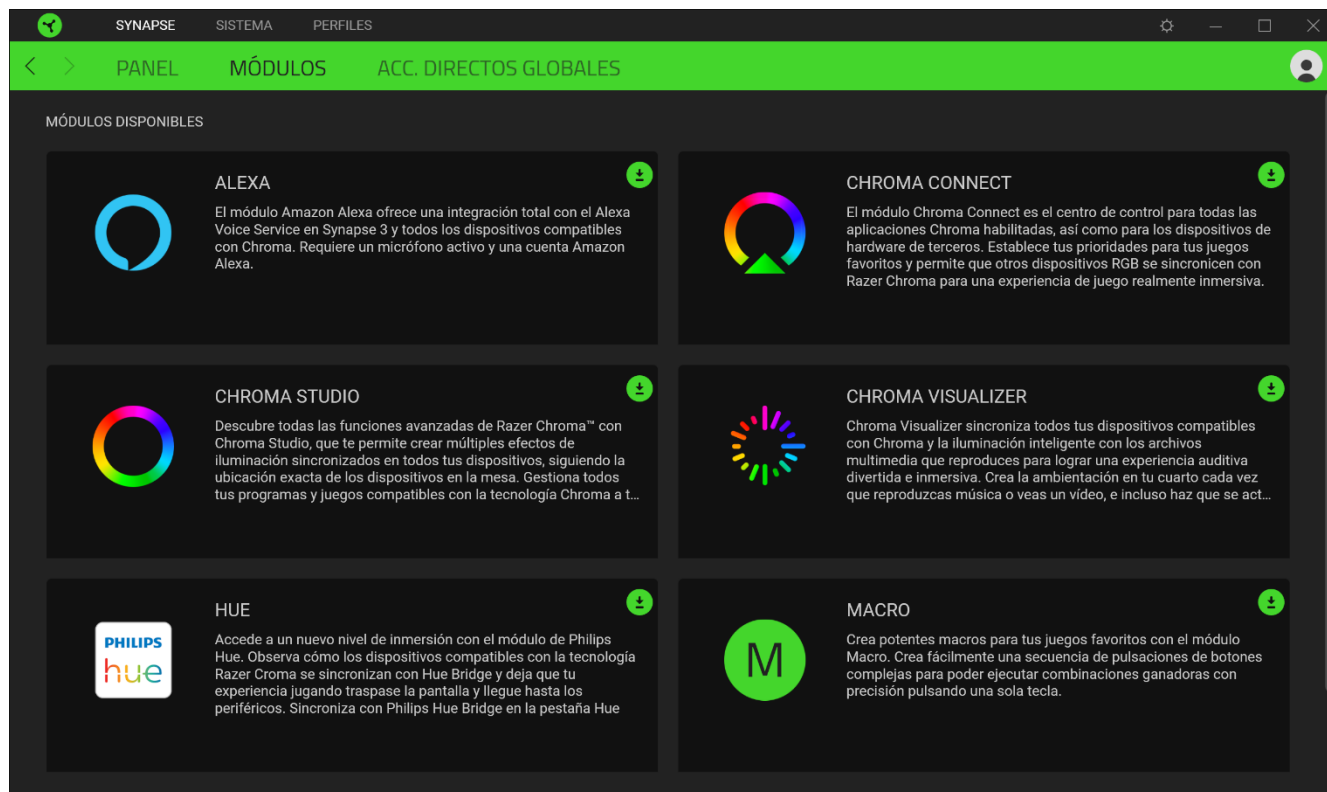 SYNAPSE SISTEMA PERFILES
PANEL MÓDULOS ACC. DIRECTOS GLOBALES
MÓDULOS DISPONIBLES
ALEXA
El módulo Amazon Alexa ofrece una integración total con el Alexa
Voice Service en Synapse 3 y todos los dispositivos compatibles
con Chroma. Requiere un micrófono activo y una cuenta Amazon
Alexa.
CHROMA CONNECT
El módulo Chroma Connect es el centro de control para todas las
aplicaciones Chroma habilitadas, así como para los dispositivos de
hardware de terceros. Establece tus prioridades para tus juegos
favoritos y permite que otros dispositivos RGB se sincronicen con
Razer Chroma para una experiencia de juego realmente inmersiva.
CHROMA STUDIO
Descubre todas las funciones avanzadas de Razer Chroma™ con
Chroma Studio, que te permite crear múltiples efectos de
iluminación sincronizados en todos tus dispositivos, siguiendo la
ubicación exacta de los dispositivos en la mesa. Gestiona todos
tus programas y juegos compatibles con la tecnología Chroma a t...
CHROMA VISUALIZER
Chroma Visualizer sincroniza todos tus dispositivos compatibles
con Chroma y la iluminación inteligente con los archivos
multimedia que reproduces para lograr una experiencia auditiva
divertida e inmersiva. Crea la ambientación en tu cuarto cada vez
que reproduzcas música o veas un vídeo, e incluso haz que se act...
PHILIPS
hue
HUE
Accede a un nuevo nivel de inmersión con el módulo de Philips
Hue. Observa cómo los dispositivos compatibles con la tecnología
Razer Croma se sincronizan con Hue Bridge y deja que tu
experiencia jugando traspase la pantalla y llegue hasta los
periféricos. Sincroniza con Philips Hue Bridge en la pestaña Hue
M
MACRO
Crea potentes macros para tus juegos favoritos con el módulo
Macro. Crea fácilmente una secuencia de pulsaciones de botones
complejas para poder ejecutar combinaciones ganadoras con
precisión pulsando una sola tecla.